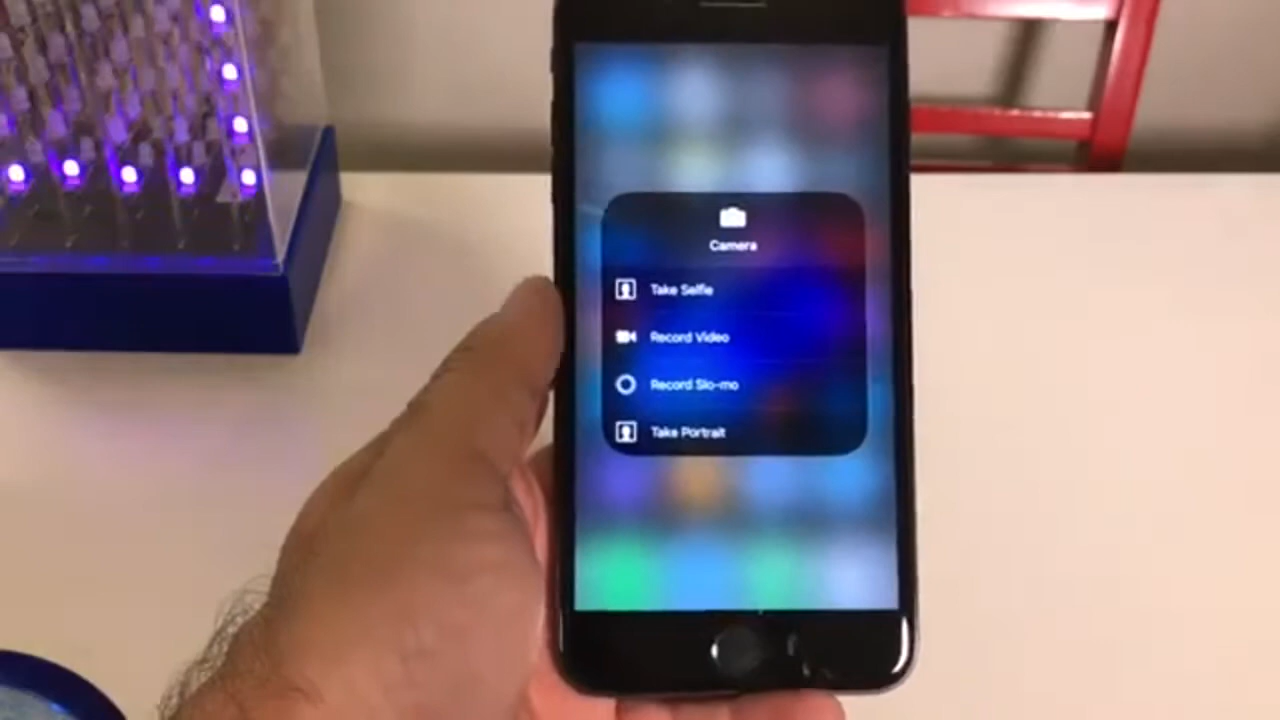 Camera
Take Selfie
Record Video
Record Slo-mo
Take Portrait